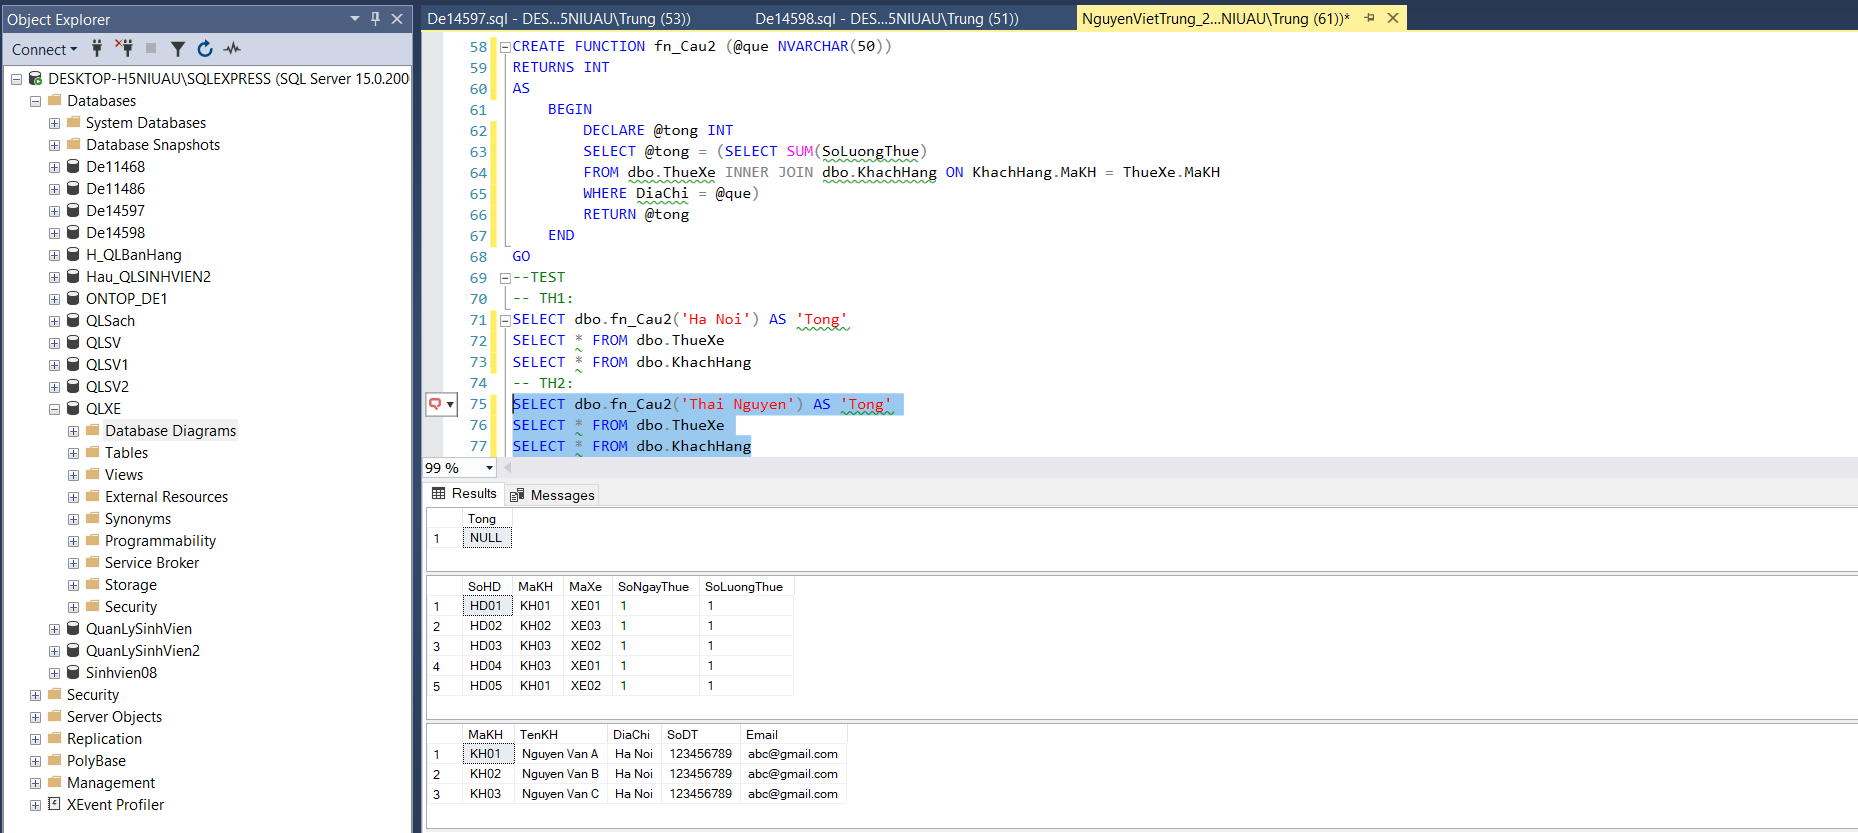 Object Explorer
Connect
DESKTOP-H5NIUAU\SQLEXPRESS (SQL Server 15.0.200
Databases
System Databases
Database Snapshots
De11468
De11486
De14597
De14598
H_QLBanHang
Hau_QLSINHVIEN2
ONTOP_DE1
QLSach
QLSV
QLSV1
QLSV2
QLXE
Database Diagrams
Tables
Views
External Resources
Synonyms
Programmability
Service Broker
Storage
Security
QuanLySinhVien
QuanLySinhVien2
Sinhvien08
Security
Server Objects
Replication
PolyBase
Management
XEvent Profiler
De14597.sql - DES...5NIUAU\Trung (53))
De14598.sql - DES...5NIUAU\Trung (51))
NguyenVietTrung_2...NIUAU\Trung (61))*
58 CREATE FUNCTION fn_Cau2 (@que NVARCHAR(50))
59 RETURNS INT
60 AS
61 BEGIN
62 DECLARE @tong INT
63 SELECT @tong = (SELECT SUM(SoLuongThue)
64 FROM dbo.ThueXe INNER JOIN dbo.KhachHang ON KhachHang.MaKH = ThueXe.MaKH
65 WHERE DiaChi = @que)
66 RETURN @tong
67 END
68 GO
69 --TEST
70 -- TH1:
71 SELECT dbo.fn_Cau2('Ha Noi') AS 'Tong'
72 SELECT * FROM dbo.ThueXe
73 SELECT * FROM dbo.KhachHang
74 -- TH2:
75 SELECT dbo.fn_Cau2('Thai Nguyen') AS 'Tong'
76 SELECT * FROM dbo.ThueXe
77 SELECT * FROM dbo.KhachHang
99 %
Results Messages
Tong
1 NULL
SoHD MaKH MaXe SoNgayThue SoLuongThue
1 HD01 KH01 XE01 1 1
2 HD02 KH02 XE03 1 1
3 HD03 KH03 XE02 1 1
4 HD04 KH03 XE01 1 1
5 HD05 KH01 XE02 1 1
MaKH TenKH DiaChi SoDT Email
1 KH01 Nguyen Van A Ha Noi 123456789 abc@gmail.com
2 KH02 Nguyen Van B Ha Noi 123456789 abc@gmail.com
3 KH03 Nguyen Van C Ha Noi 123456789 abc@gmail.com